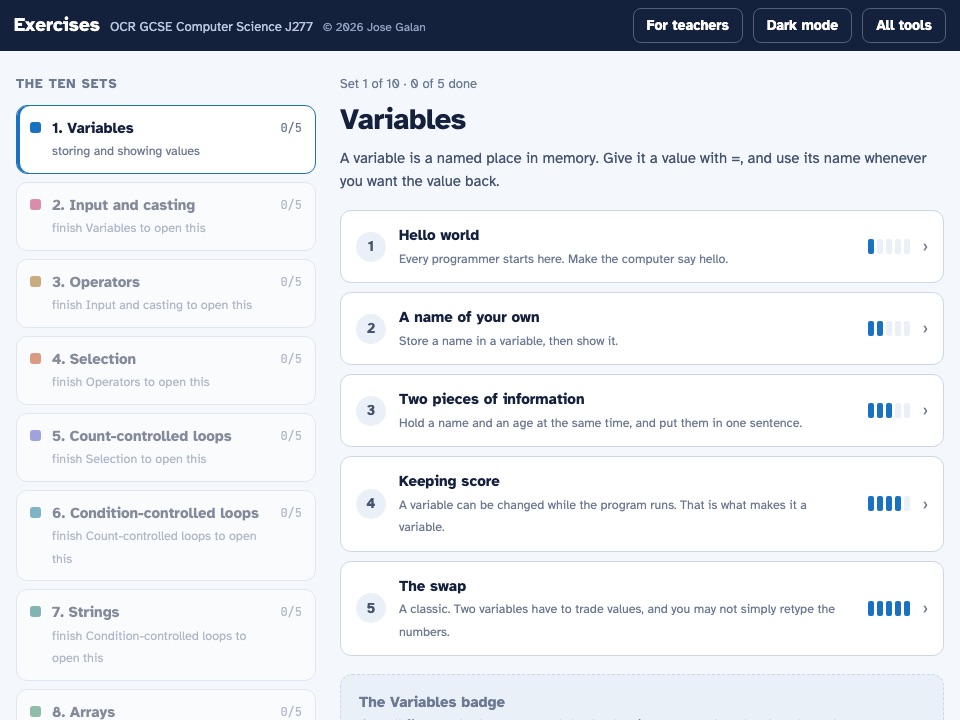 Exercises OCR GCSE Computer Science J277 © 2026 Jose Galan
For teachers
Dark mode
All tools
THE TEN SETS
1. Variables 0/5
storing and showing values
2. Input and casting 0/5
finish Variables to open this
3. Operators 0/5
finish Input and casting to open this
4. Selection 0/5
finish Operators to open this
5. Count-controlled loops 0/5
finish Selection to open this
6. Condition-controlled loops 0/5
finish Count-controlled loops to open
this
7. Strings 0/5
finish Condition-controlled loops to
open this
8. Arrays 0/5
Set 1 of 10 · 0 of 5 done
Variables
A variable is a named place in memory. Give it a value with =, and use its name whenever
you want the value back.
1 Hello world
Every programmer starts here. Make the computer say hello.
2 A name of your own
Store a name in a variable, then show it.
3 Two pieces of information
Hold a name and an age at the same time, and put them in one sentence.
4 Keeping score
A variable can be changed while the program runs. That is what makes it a
variable.
5 The swap
A classic. Two variables have to trade values, and you may not simply retype the
numbers.
The Variables badge